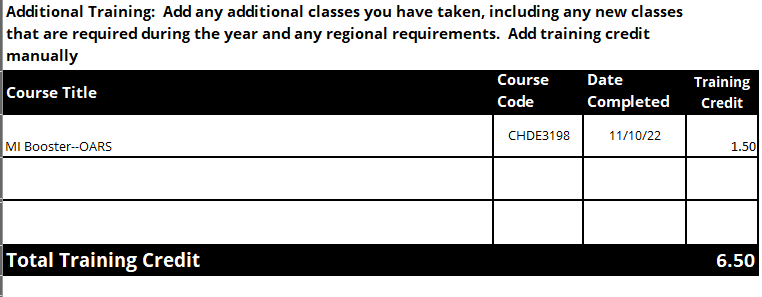 Additional Training:  Add any additional classes you have taken, including any new classes
that are required during the year and any regional requirements.  Add training credit
manually
Course Title Course Code Date Completed Training Credit
MI Booster--OARS CHDE3198 11/10/22 1.50
Total Training Credit 6.50